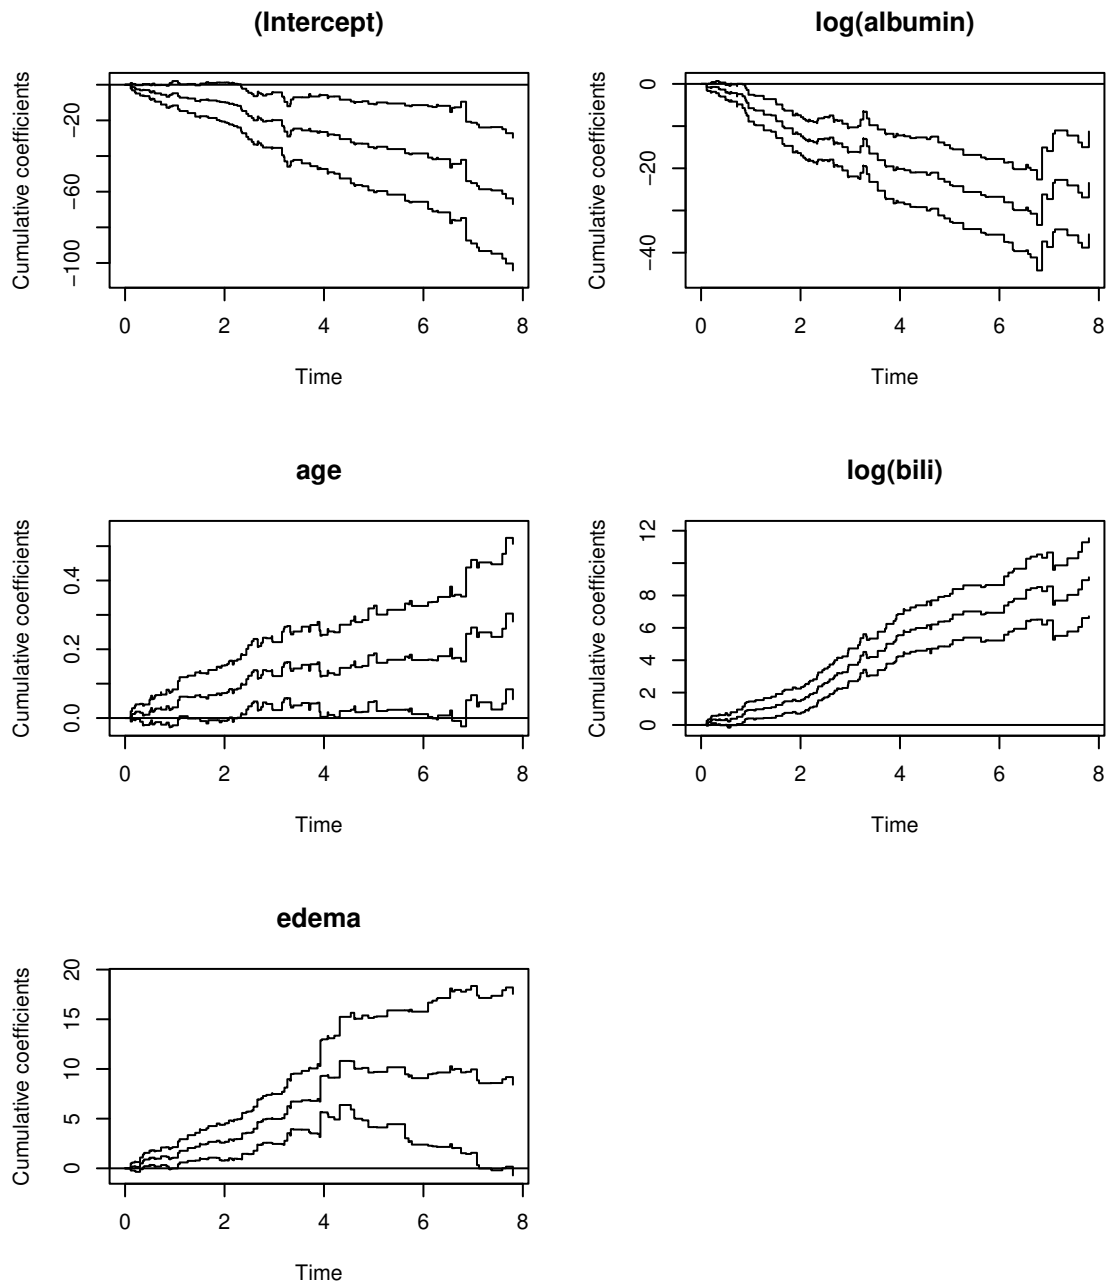 (Intercept)
Cumulative coefficients
−100 −60 −20
0 2 4 6 8
Time
log(albumin)
Cumulative coefficients
−40 −20 0
0 2 4 6 8
Time
age
Cumulative coefficients
0.0 0.2 0.4
0 2 4 6 8
Time
log(bili)
Cumulative coefficients
0 2 4 6 8 12
0 2 4 6 8
Time
edema
Cumulative coefficients
0 5 10 15 20
0 2 4 6 8
Time